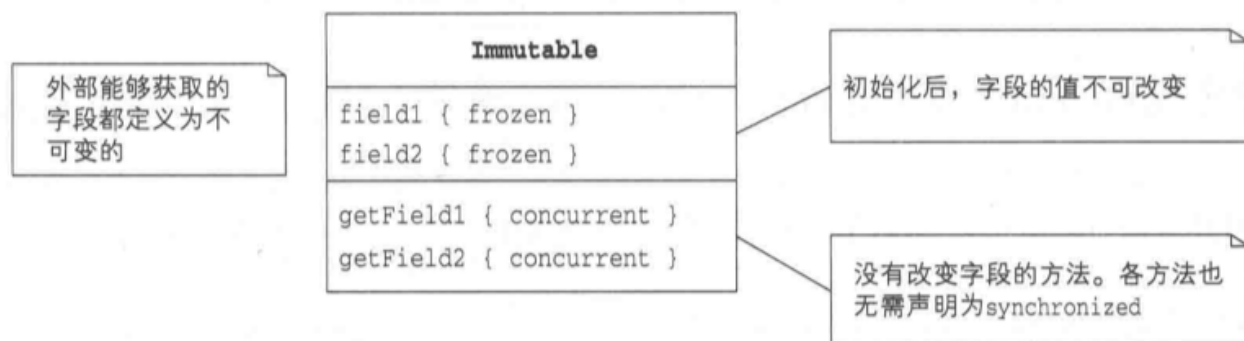 外部能够获取的
字段都定义为不
可变的
Immutable
field1 { frozen }
field2 { frozen }
getField1 { concurrent }
getField2 { concurrent }
初始化后，字段的值不可改变
没有改变字段的方法。各方法也
无需声明为synchronized